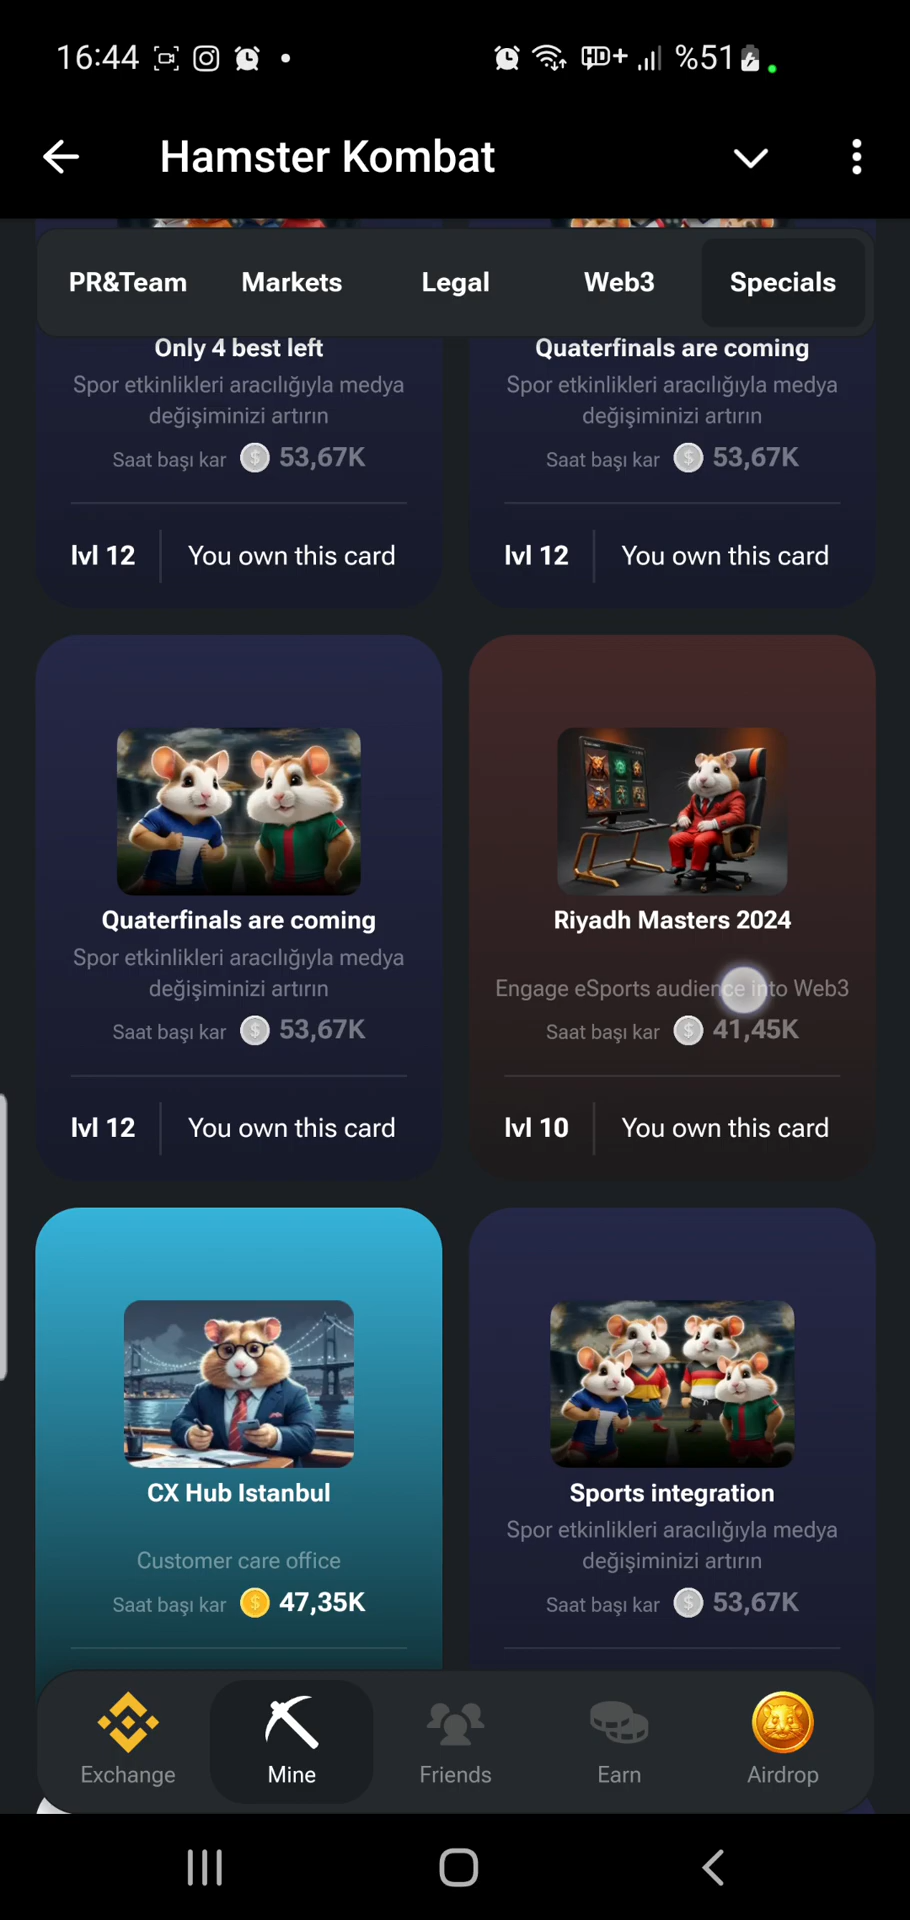 16:44
HD+
%51
Hamster Kombat
PR&Team Markets Legal Web3 Specials
Only 4 best left
Spor etkinlikleri aracılığıyla medya
değişiminizi artırın
Saat başı kar $ 53,67K
lvl 12 You own this card
Quaterfinals are coming
Spor etkinlikleri aracılığıyla medya
değişiminizi artırın
Saat başı kar $ 53,67K
lvl 12 You own this card
Quaterfinals are coming
Spor etkinlikleri aracılığıyla medya
değişiminizi artırın
Saat başı kar $ 53,67K
lvl 12 You own this card
Riyadh Masters 2024
Engage eSports audience into Web3
Saat başı kar $ 41,45K
lvl 10 You own this card
CX Hub Istanbul
Customer care office
Saat başı kar $ 47,35K
Sports integration
Spor etkinlikleri aracılığıyla medya
değişiminizi artırın
Saat başı kar $ 53,67K
Exchange Mine Friends Earn Airdrop